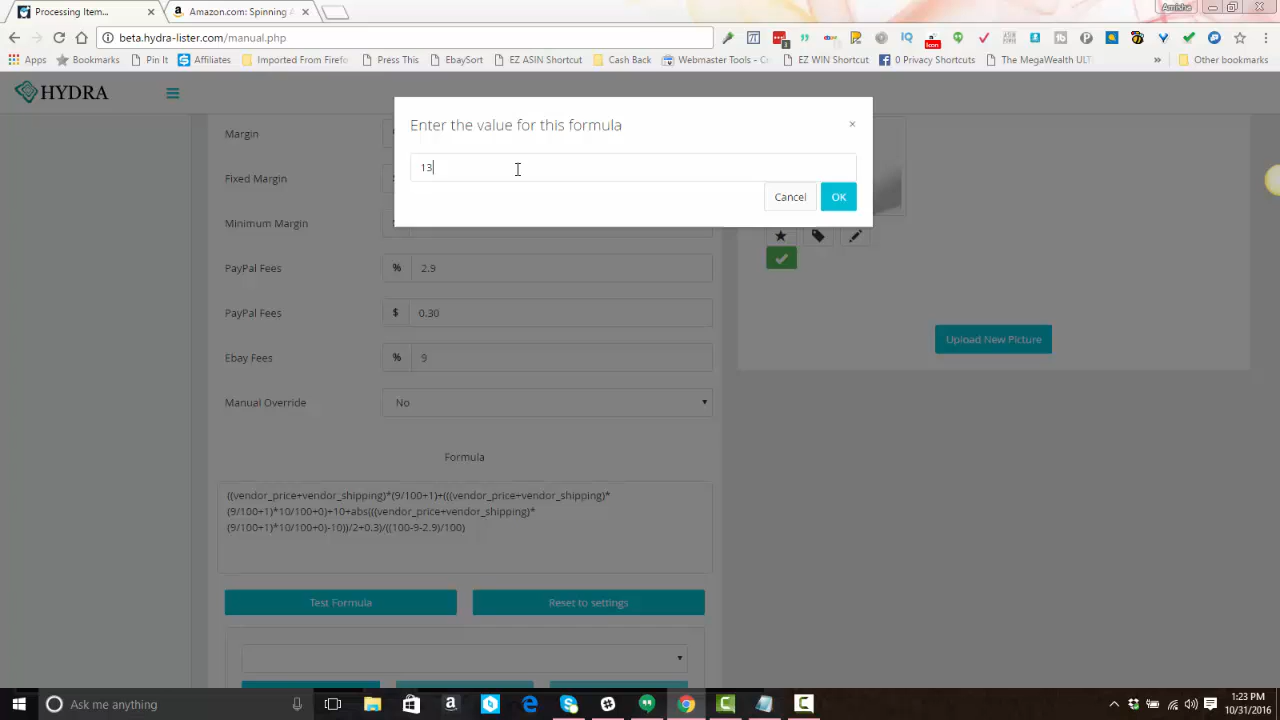 Processing Item...
Amazon.com: Spinning A
Amisha
beta.hydra-lister.com/manual.php
Apps
Bookmarks
Pin It
Affiliates
Imported From Firefo
Press This
EbaySoft
EZ ASIN Shortcut
Cash Back
Webmaster Tools - C
EZ WIN Shortcut
0 Privacy Shortcuts
The MegaWealth ULT
»
Other bookmarks
HYDRA
Enter the value for this formula
×
13
Cancel
OK
Margin
Fixed Margin
Minimum Margin
PayPal Fees
% 2.9
PayPal Fees
$ 0.30
Ebay Fees
% 9
Manual Override
No
Formula
((vendor_price+vendor_shipping)*(9/100+1)+(((vendor_price+vendor_shipping)*
(9/100+1)*10/100+0)+10+abs(((vendor_price+vendor_shipping)*
(9/100+1)*10/100+0)-10))/2+0.3)/((100-9-2.9)/100)
Test Formula
Reset to settings
Upload New Picture
Ask me anything
1:23 PM
10/31/2016